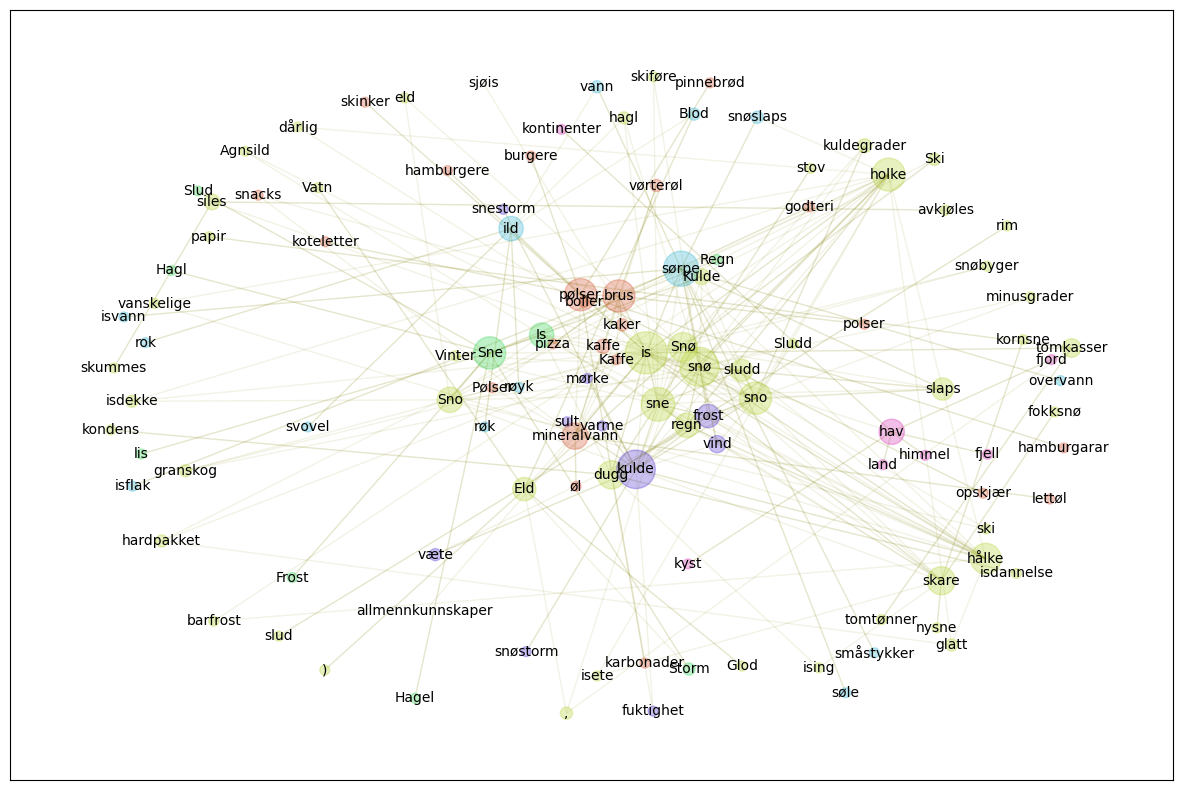 skiføre
sjøis
vann
pinnebrød
skinker
eld
hagl
Blod
snøslaps
dårlig
kontinenter
kuldegrader
Agnsild
burgere
Ski
hamburgere
stov
holke
Slud
snacks
Vatn
vørterøl
siles
snestorm
godteri
avkjøles
papir
koteletter
ild
rim
Hagl
Regn
snøbyger
sørpe
Kulde
vanskelige
pølser
brus
boller
minusgrader
isvann
kaker
polser
rok
Is
pizza
kaffe
Snø
Sludd
kornsne
tomkasser
Sne
Vinter
is
Kaffe
fjord
skummes
snø
sludd
mørke
overvann
Pølser
røyk
slaps
isdekke
Sno
sne
sno
fokksnø
kondens
svovel
røk
sult
varme
regn
frost
hav
mineralvann
vind
hamburgarar
lis
himmel
fjell
granskog
kulde
land
isflak
Eld
dugg
øl
opskjær
lettøl
hardpakket
ski
væte
hålke
Frost
kyst
isdannelse
skare
allmennkunnskaper
barfrost
tomtønner
slud
nysne
glatt
snøstorm
småstykker
)
karbonader
Storm
Glod
ising
isete
Hagel
søle
,
fuktighet